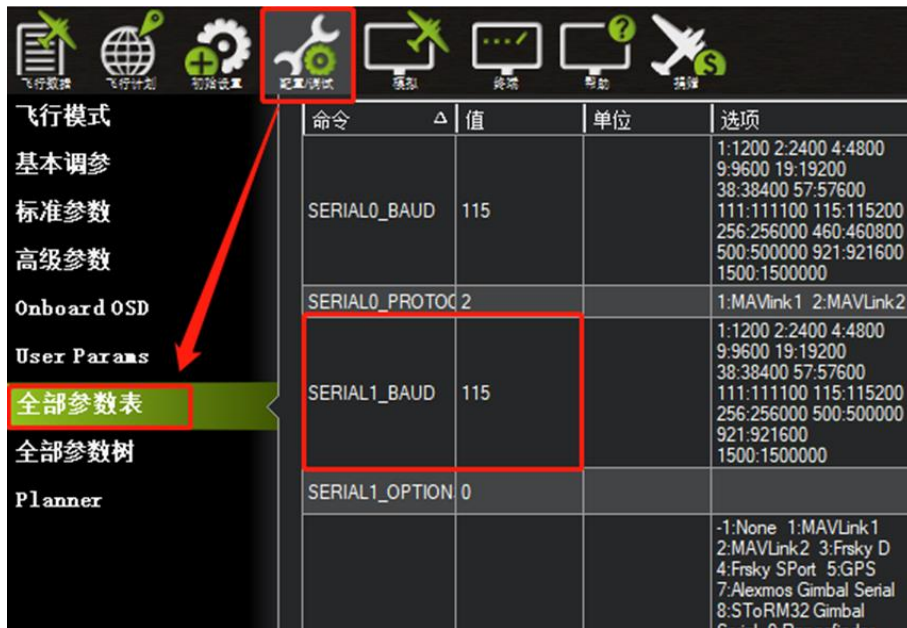 飞行数据 飞行计划 初始设置 配置/调试 模拟 终端 帮助 捐赠
飞行模式
基本调参
标准参数
高级参数
Onboard OSD
User Params
全部参数表
全部参数树
Planner
命令 值 单位 选项
SERIAL0_BAUD 115
1:1200 2:2400 4:4800
9:9600 19:19200
38:38400 57:57600
111:111100 115:115200
256:256000 460:460800
500:500000 921:921600
1500:1500000
SERIAL0_PROTOC 2 1:MAVlink1 2:MAVLink2
SERIAL1_BAUD 115
1:1200 2:2400 4:4800
9:9600 19:19200
38:38400 57:57600
111:111100 115:115200
256:256000 500:500000
921:921600
1500:1500000
SERIAL1_OPTION 0
-1:None 1:MAVLink1
2:MAVLink2 3:Frsky D
4:Frsky SPort 5:GPS
7:Alexmos Gimbal Serial
8:SToRM32 Gimbal